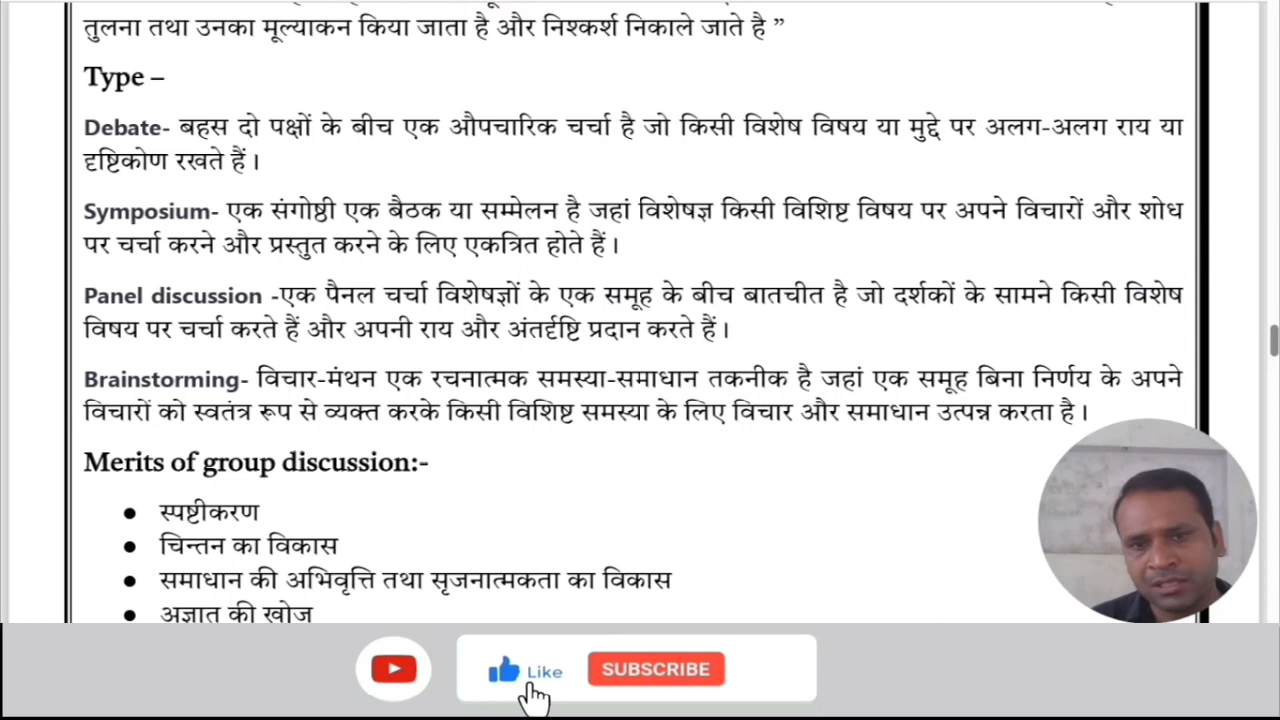 तुलना तथा उनका मूल्याकन किया जाता है और निश्कर्श निकाले जाते है ”
Type –
Debate- बहस दो पक्षों के बीच एक औपचारिक चर्चा है जो किसी विशेष विषय या मुद्दे पर अलग-अलग राय या
दृष्टिकोण रखते हैं।
Symposium- एक संगोष्ठी एक बैठक या सम्मेलन है जहां विशेषज्ञ किसी विशिष्ट विषय पर अपने विचारों और शोध
पर चर्चा करने और प्रस्तुत करने के लिए एकत्रित होते हैं।
Panel discussion -एक पैनल चर्चा विशेषज्ञों के एक समूह के बीच बातचीत है जो दर्शकों के सामने किसी विशेष
विषय पर चर्चा करते हैं और अपनी राय और अंतर्दृष्टि प्रदान करते हैं।
Brainstorming- विचार-मंथन एक रचनात्मक समस्या-समाधान तकनीक है जहां एक समूह बिना निर्णय के अपने
विचारों को स्वतंत्र रूप से व्यक्त करके किसी विशिष्ट समस्या के लिए विचार और समाधान उत्पन्न करता है।
Merits of group discussion:-
● स्पष्टीकरण
● चिन्तन का विकास
● समाधान की अभिवृत्ति तथा सृजनात्मकता का विकास
● अज्ञात की खोज
Like SUBSCRIBE